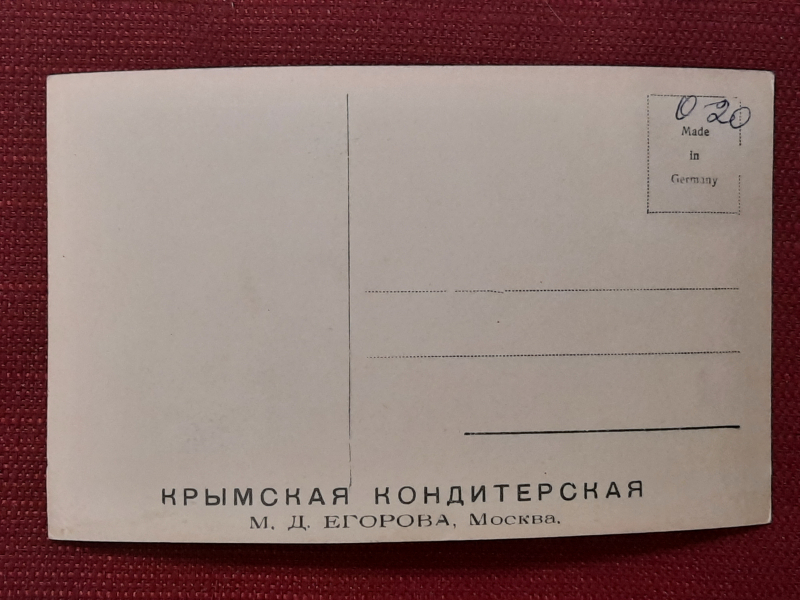 0 20
Made
in
Germany
КРЫМСКАЯ КОНДИТЕРСКАЯ
М. Д. ЕГОРОВА, Москва.